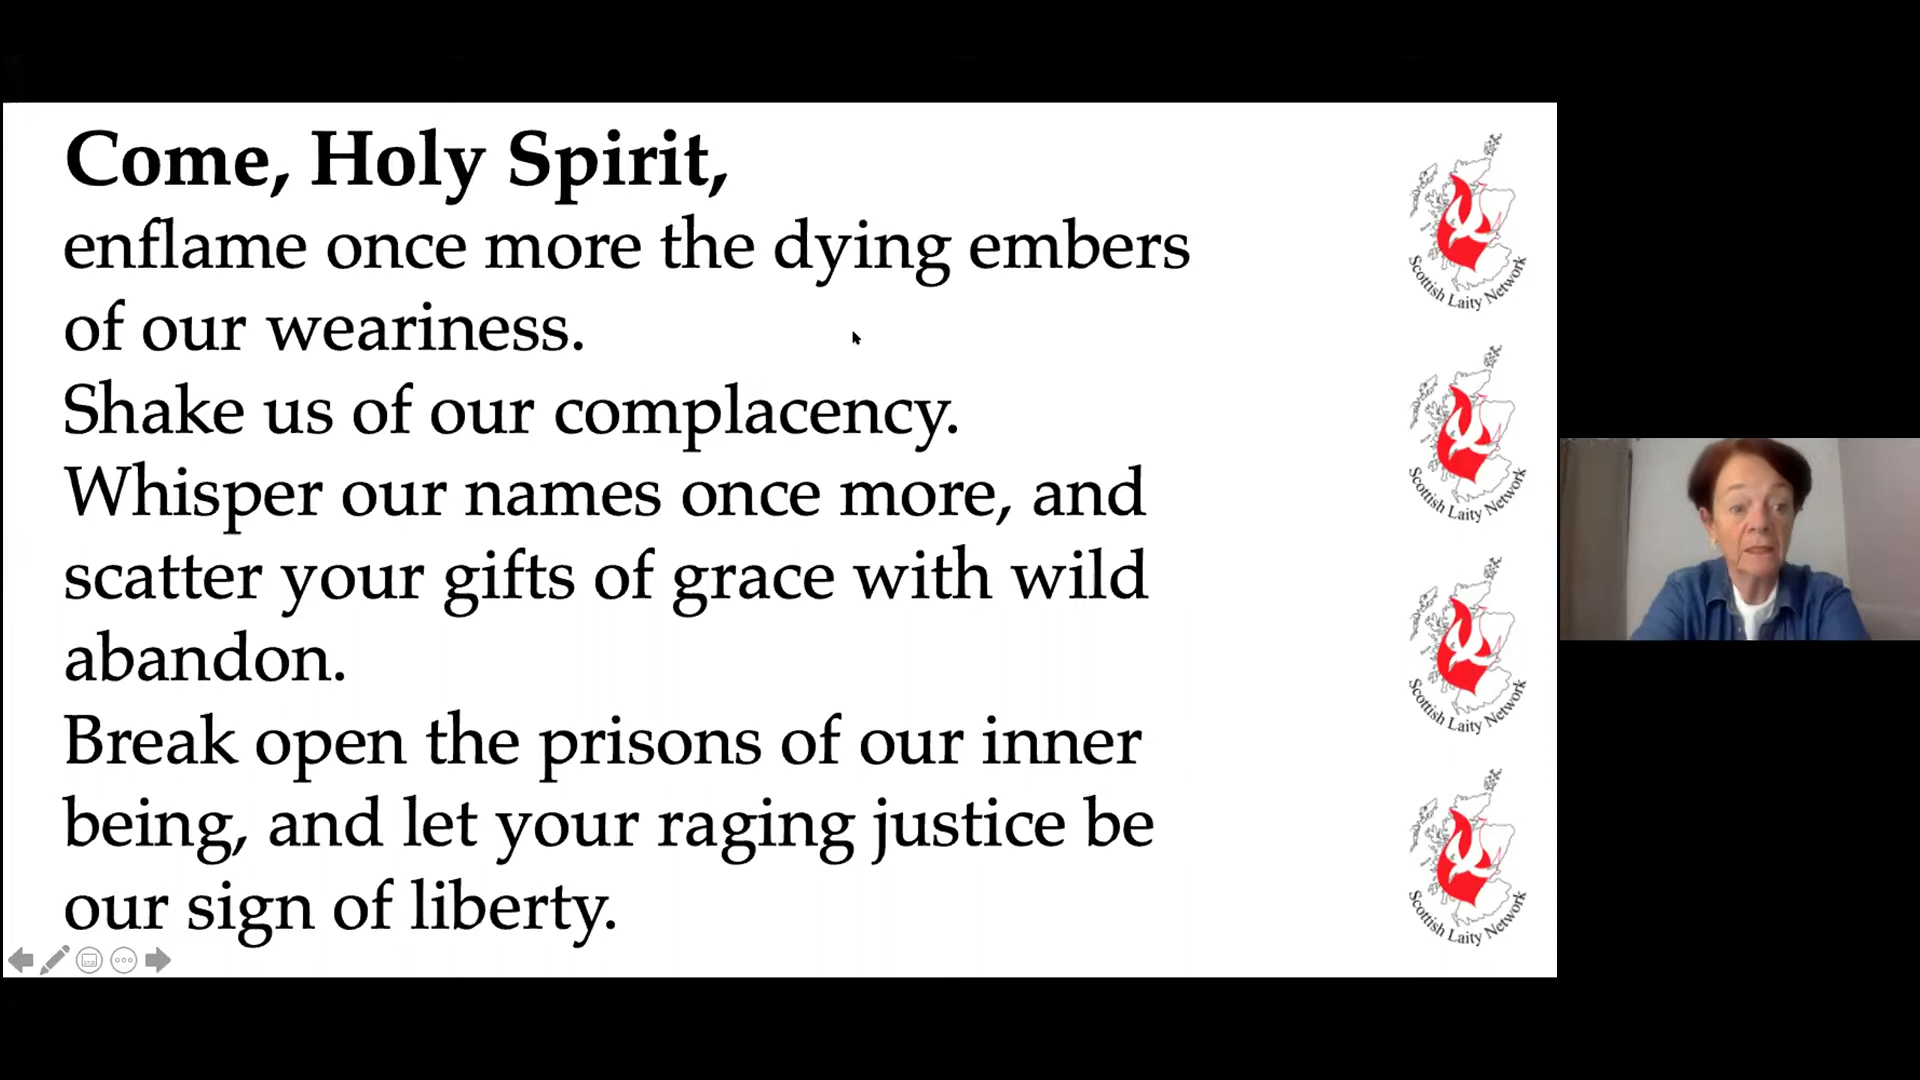 Come, Holy Spirit,
enflame once more the dying embers
of our weariness.
Shake us of our complacency.
Whisper our names once more, and
scatter your gifts of grace with wild
abandon.
Break open the prisons of our inner
being, and let your raging justice be
our sign of liberty.
Scottish Laity Network
Scottish Laity Network
Scottish Laity Network
Scottish Laity Network